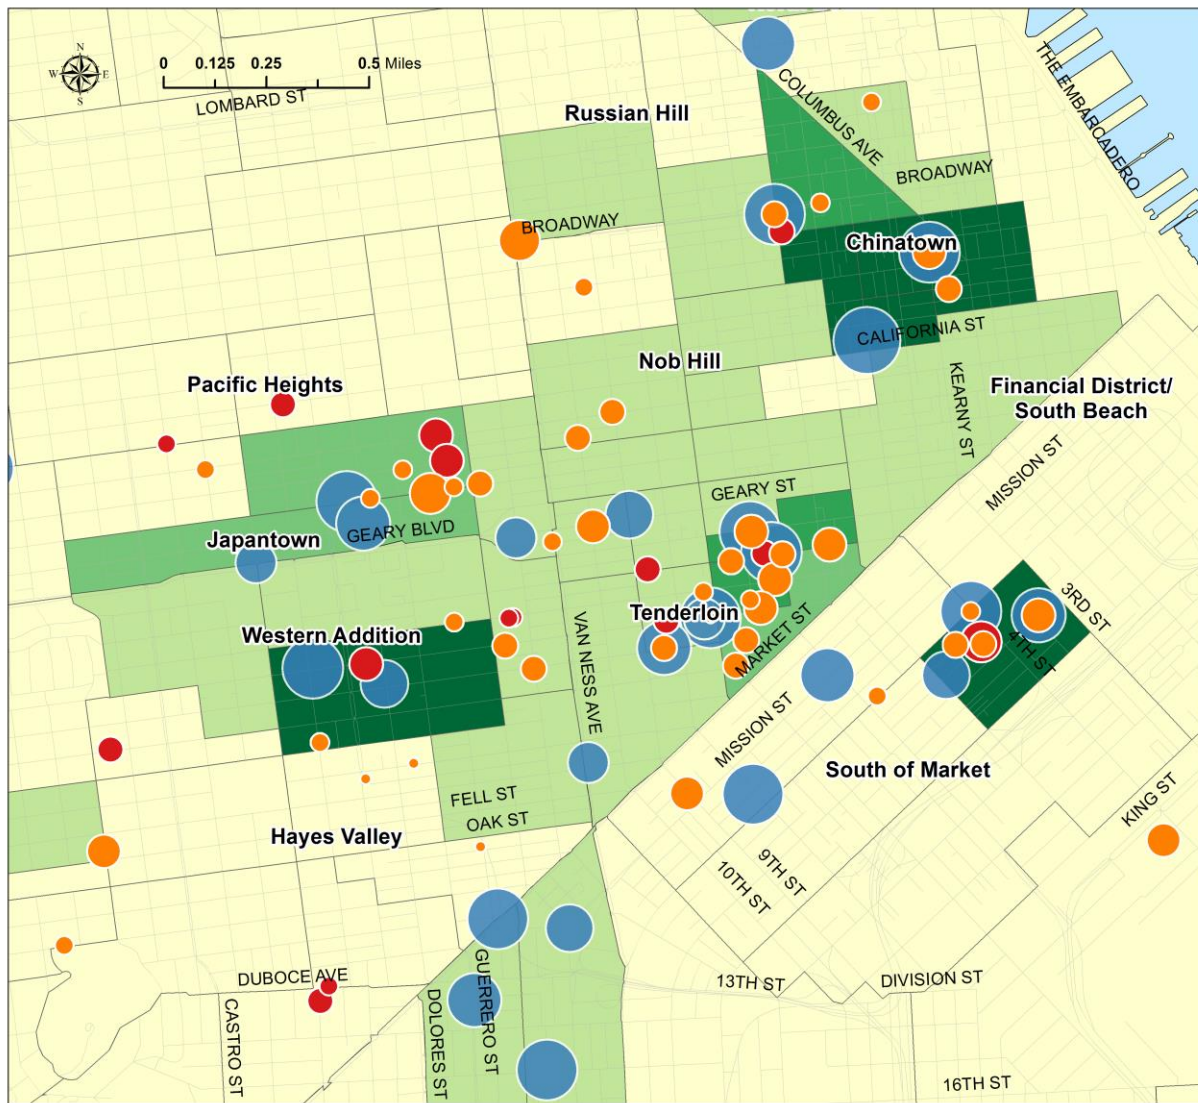 N
W E
S
0 0.125 0.25 0.5 Miles
LOMBARD ST
Russian Hill
COLUMBUS AVE
THE EMBARCADERO
BROADWAY
BROADWAY
Chinatown
CALIFORNIA ST
Nob Hill
KEARNY ST
Pacific Heights
Financial District/
South Beach
MISSION ST
GEARY ST
GEARY BLVD
Japantown
Tenderloin
MARKET ST
3RD ST
4TH ST
Western Addition
VAN NESS AVE
MISSION ST
South of Market
FELL ST
OAK ST
Hayes Valley
KING ST
9TH ST
10TH ST
DUBOCE AVE
CASTRO ST
DOLORES ST
GUERRERO ST
13TH ST
DIVISION ST
16TH ST